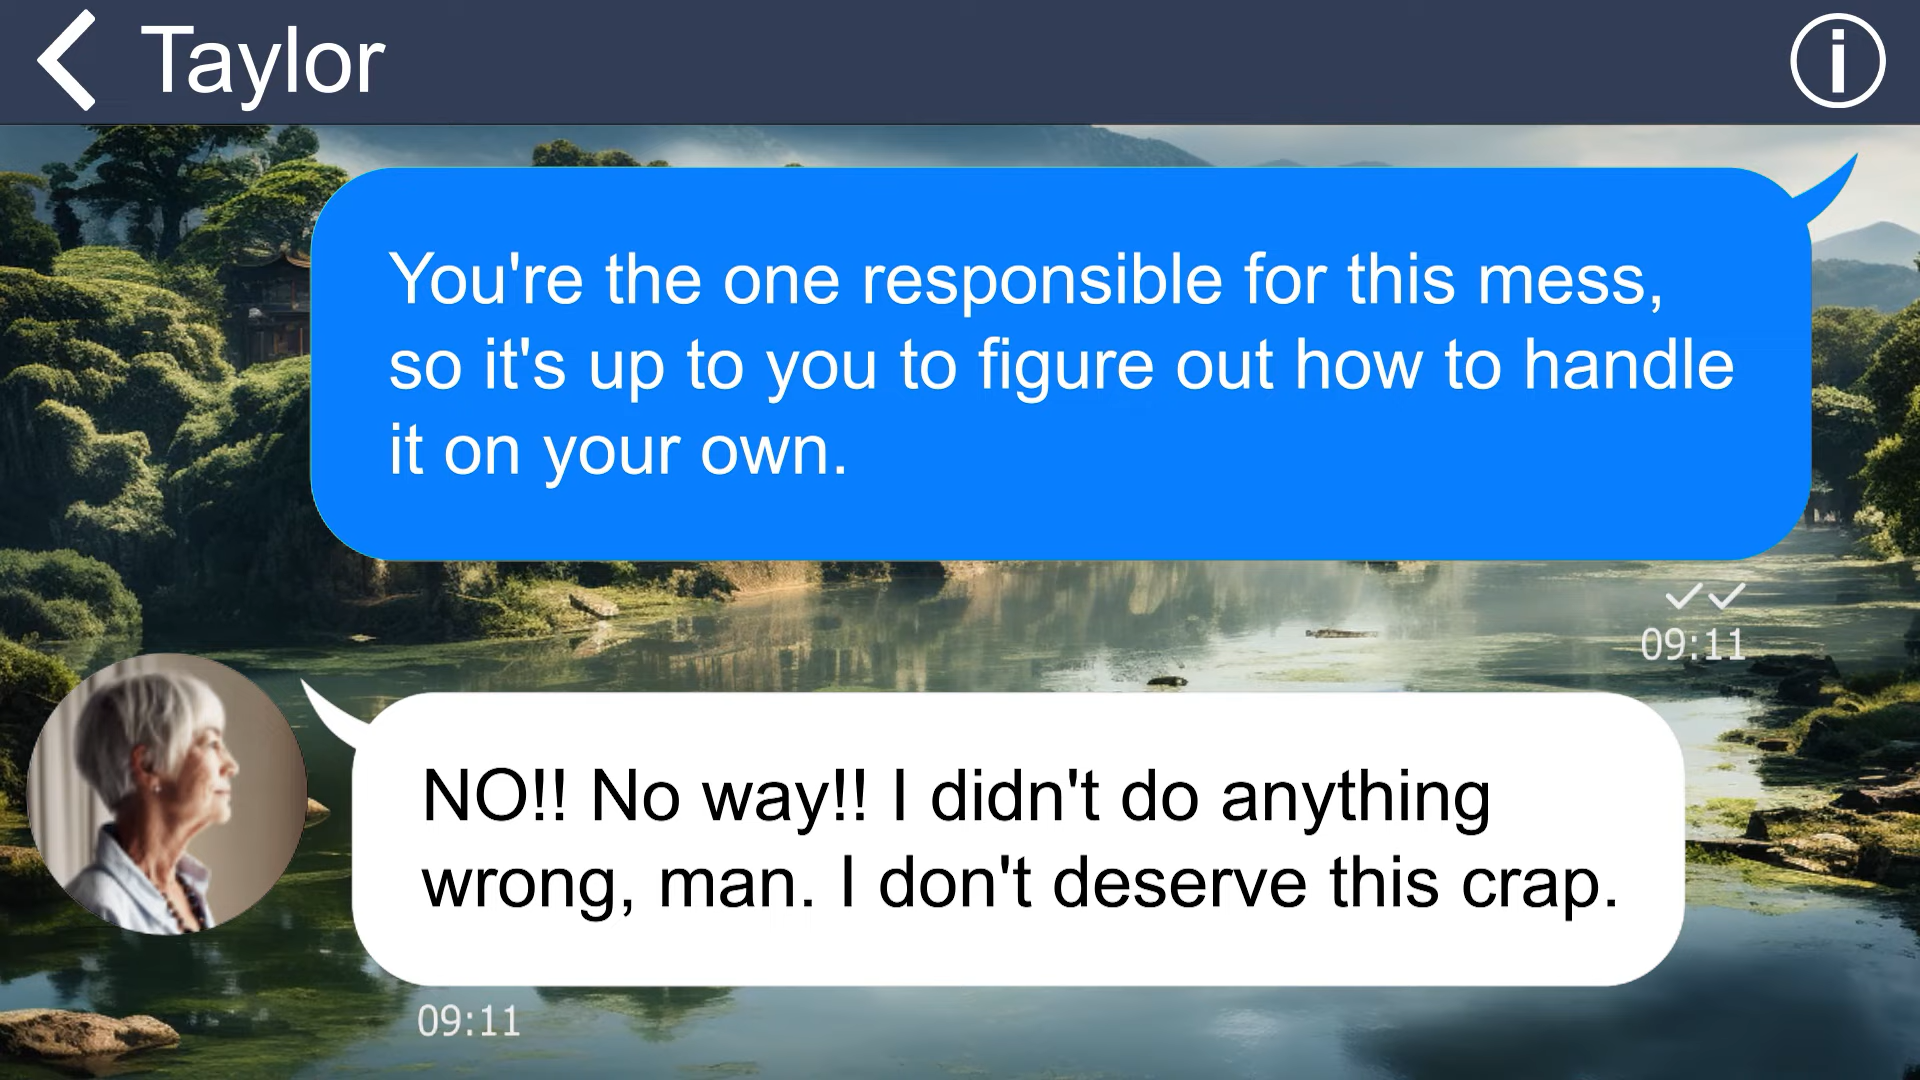 Taylor
You're the one responsible for this mess,
so it's up to you to figure out how to handle
it on your own.
09:11
NO!! No way!! I didn't do anything
wrong, man. I don't deserve this crap.
09:11